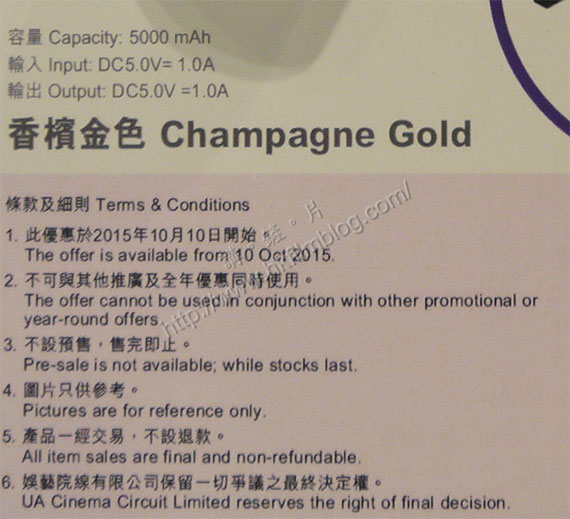 容量 Capacity: 5000 mAh
輸入 Input: DC5.0V= 1.0A
輸出 Output: DC5.0V =1.0A
香檳金色 Champagne Gold
條款及細則 Terms & Conditions
1. 此優惠於2015年10月10日開始。
The offer is available from 10 Oct 2015.
2. 不可與其他推廣及全年優惠同時使用。
The offer cannot be used in conjunction with other promotional or
year-round offers.
3. 不設預售，售完即止。
Pre-sale is not available; while stocks last.
4. 圖片只供參考。
Pictures are for reference only.
5. 產品一經交易，不設退款。
All item sales are final and non-refundable.
6. 娛藝院線有限公司保留一切爭議之最終決定權。
UA Cinema Circuit Limited reserves the right of final decision.